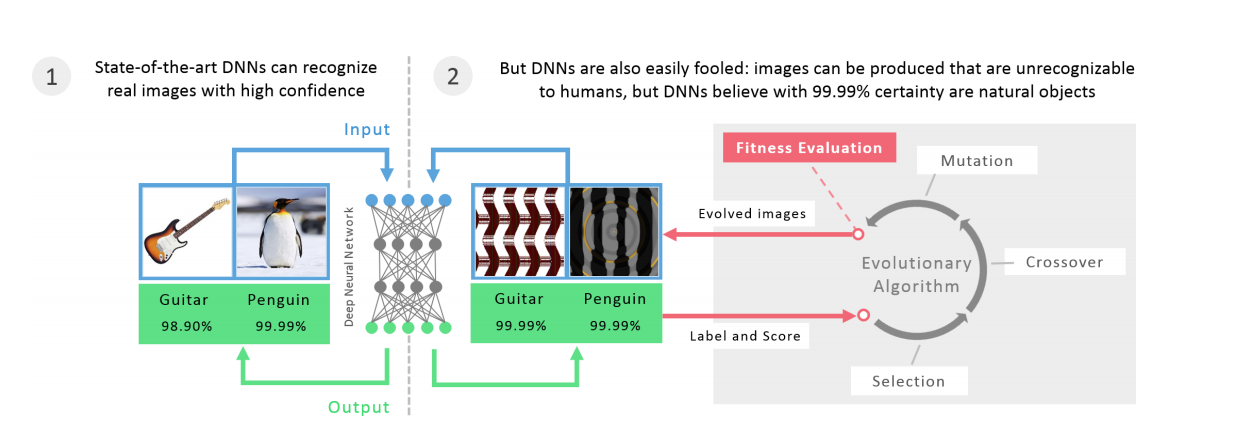 1
State-of-the-art DNNs can recognize
real images with high confidence
2
But DNNs are also easily fooled: images can be produced that are unrecognizable
to humans, but DNNs believe with 99.99% certainty are natural objects
Input
Deep Neural Network
Guitar
98.90%
Penguin
99.99%
Output
Guitar
99.99%
Penguin
99.99%
Evolved images
Label and Score
Fitness Evaluation
Mutation
Crossover
Selection
Evolutionary
Algorithm